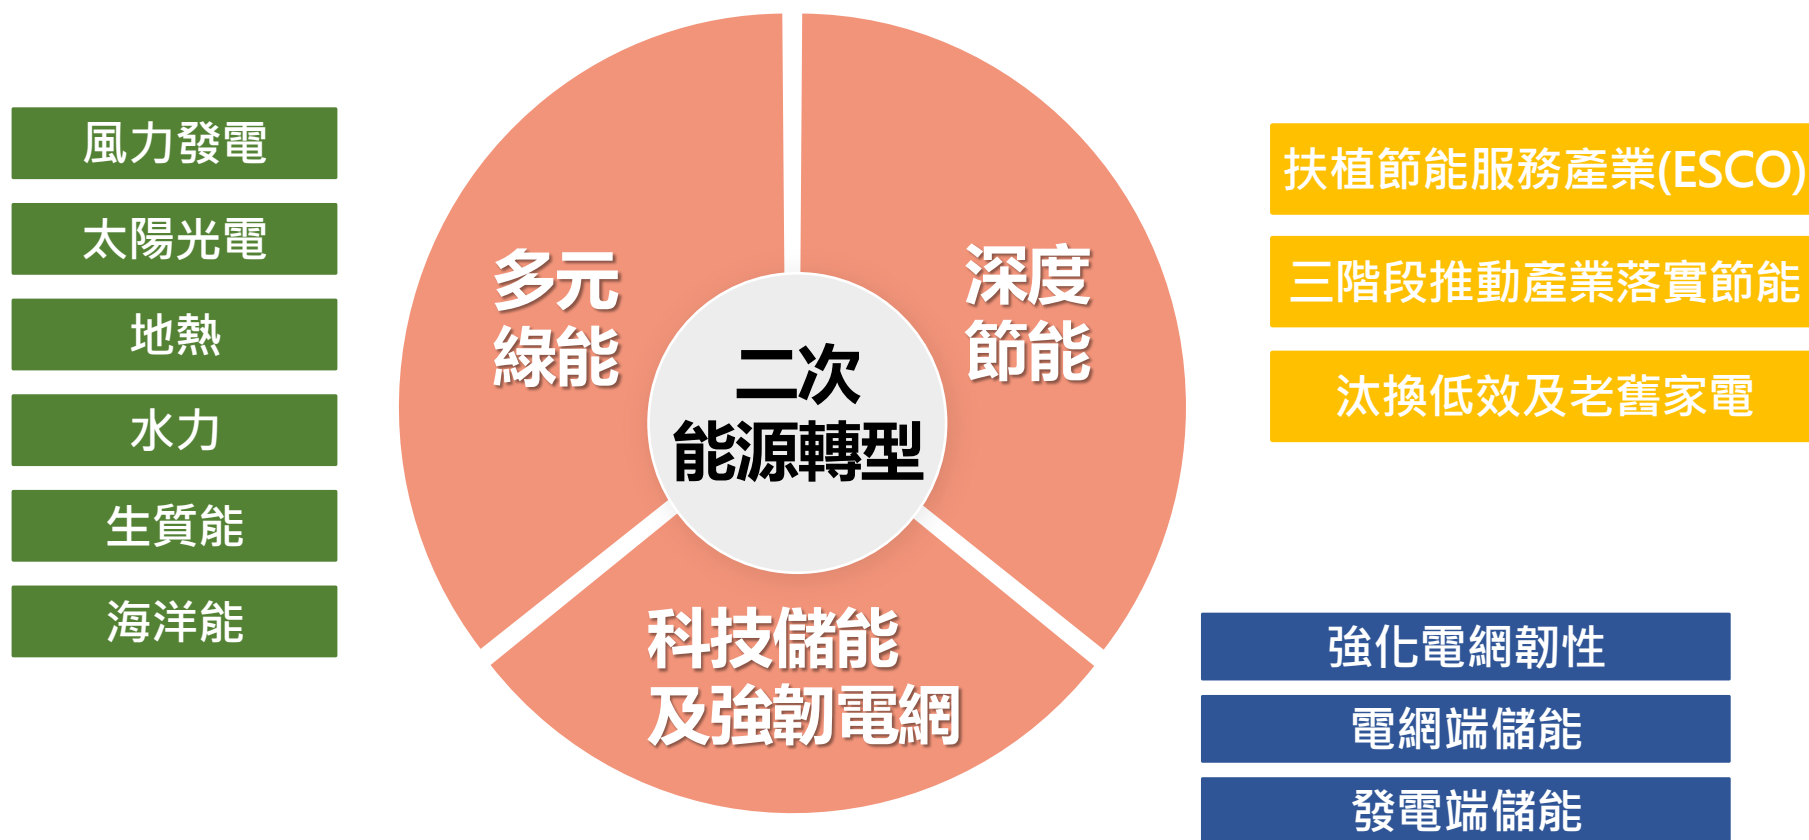 風力發電
太陽光電
地熱
水力
生質能
海洋能
多元
綠能
二次
能源轉型
深度
節能
科技儲能
及強韌電網
扶植節能服務產業(ESCO)
三階段推動產業落實節能
汰換低效及老舊家電
強化電網韌性
電網端儲能
發電端儲能